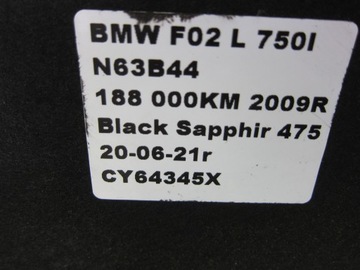 BMW F02 L 750I
N63B44
188 000KM 2009R
Black Sapphir 475
20-06-21r
CY64345X